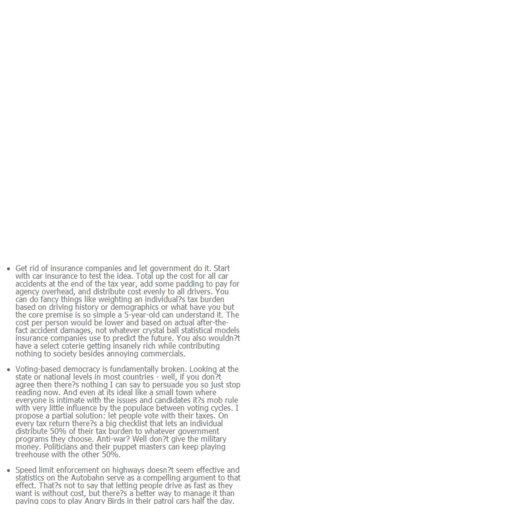 • Get rid of insurance companies and let government do it. Start
with car insurance to test the idea. Total up the cost for all car
accidents at the end of the tax year, add some padding to pay for
agency overhead, and distribute cost evenly to all drivers. You
can do fancy things like weighting an individual?s tax burden
based on driving history or demographics or what have you but
the core premise is so simple a 5-year-old can understand it. The
cost per person would be lower and based on actual after-the-
fact accident damages, not whatever crystal ball statistical models
insurance companies use to predict the future. You also wouldn?t
have a select coterie getting insanely rich while contributing
nothing to society besides annoying commercials.
• Voting-based democracy is fundamentally broken. Looking at the
state or national levels in most countries - well, if you don?t
agree then there?s nothing I can say to persuade you so just stop
reading now. And even at its ideal like a small town where
everyone is intimate with the issues and candidates it?s mob rule
with very little influence by the populace between voting cycles. I
propose a partial solution: let people vote with their taxes. On
every tax return there?s a big checklist that lets an individual
distribute 50% of their tax burden to whatever government
programs they choose. Anti-war? Well don?t give the military
money. Politicians and their puppet masters can keep playing
treehouse with the other 50%.
• Speed limit enforcement on highways doesn?t seem effective and
statistics on the Autobahn serve as a compelling argument to that
effect. That?s not to say that letting people drive as fast as they
want is without cost, but there?s a better way to manage it than
paying cops to play Angry Birds in their patrol cars half the day.